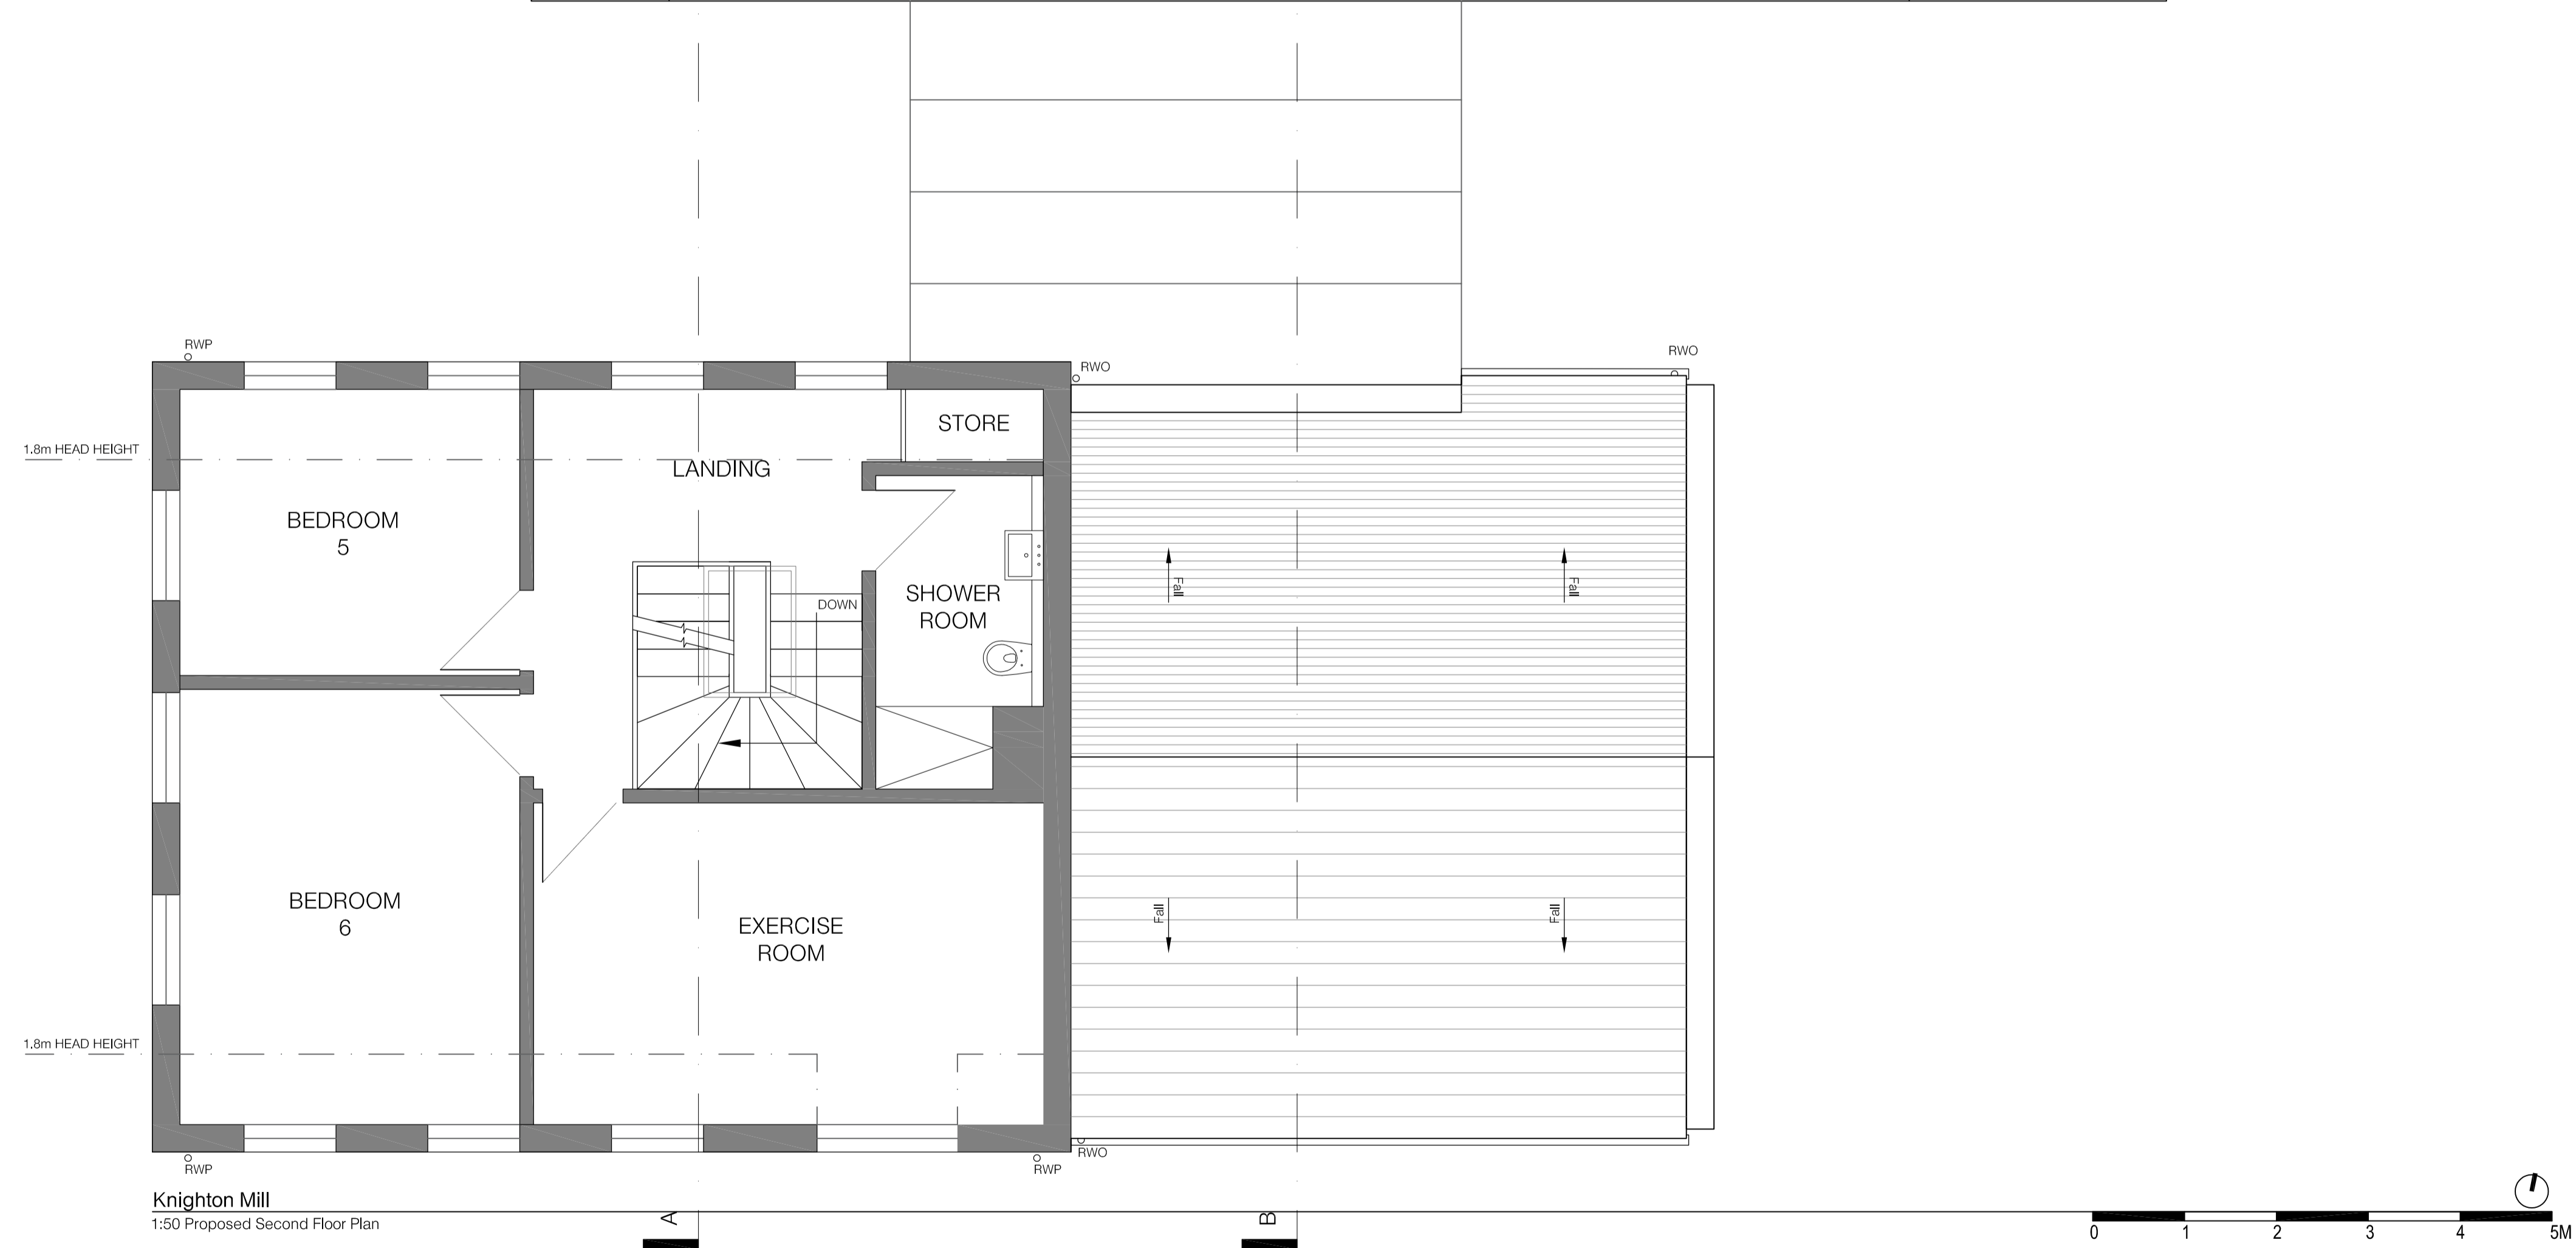 RWP
RWO
RWO
1.8m HEAD HEIGHT
STORE
LANDING
BEDROOM
5
DOWN
SHOWER
ROOM
Fall
Fall
BEDROOM
6
EXERCISE
ROOM
Fall
Fall
1.8m HEAD HEIGHT
RWP
RWP
RWO
Knighton Mill
1:50 Proposed Second Floor Plan
A
B
0 1 2 3 4 5M